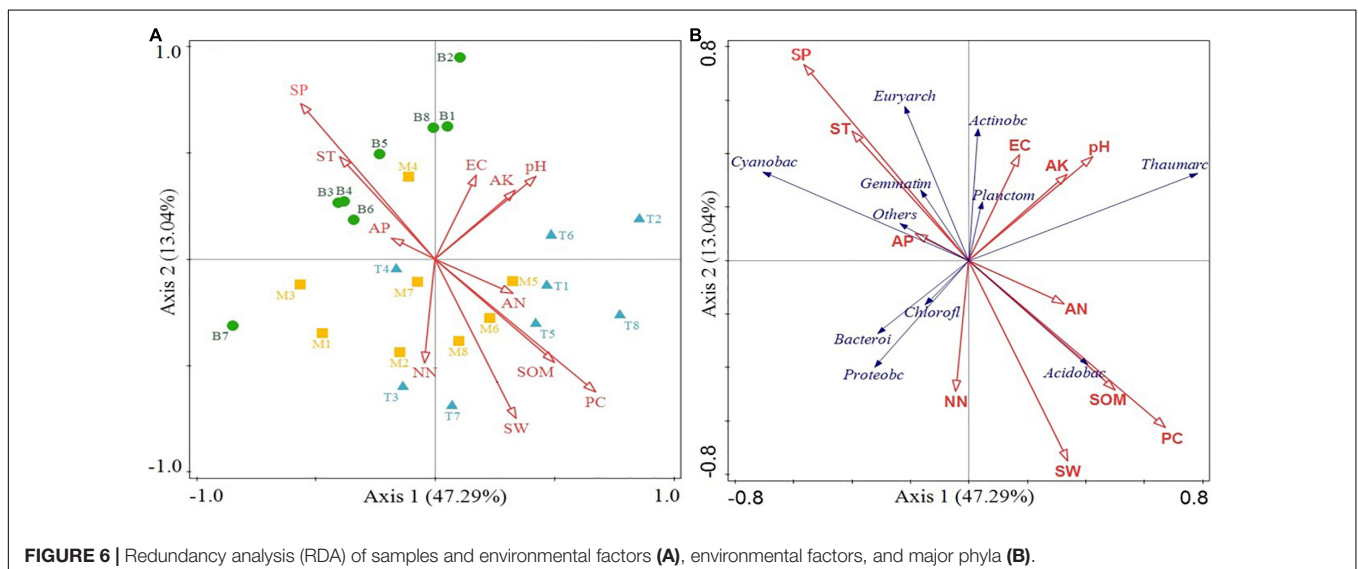 A
1.0
B2
SP
B8
B1
B5
ST
M4
EC
pH
AK
B3
B4
B6
AP
T2
T6
T4
M3
M7
M5
T1
AN
B7
M1
M6
T5
T8
M2
M8
NN
SOM
T3
PC
T7
SW
Axis 2 (13.04%)
-1.0
-1.0
Axis 1 (47.29%)
1.0
B
0.8
SP
Euryarch
ST
Actinobc
EC
pH
AK
Cyanobac
Thaumarc
Gemmatim
Planctom
Others
AP
Chlorofl
AN
Bacteroi
Proteobc
Acidobac
NN
SOM
PC
SW
Axis 2 (13.04%)
-0.8
-0.8
Axis 1 (47.29%)
0.8
FIGURE 6 | Redundancy analysis (RDA) of samples and environmental factors (A), environmental factors, and major phyla (B).